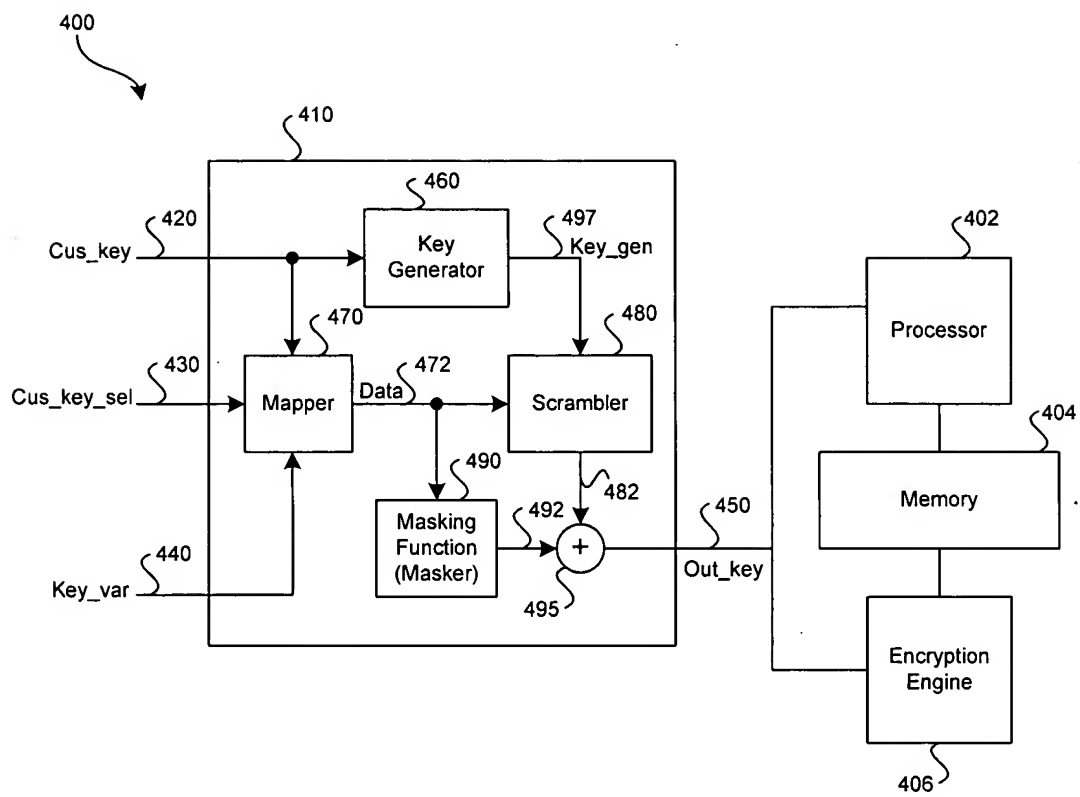 400
410
460
Key
Generator
497
Key_gen
420
Cus_key
402
Processor
470
Mapper
480
Scrambler
430
Cus_key_sel
Data
472
404
Memory
490
Masking
Function
(Masker)
492
482
+
495
450
Out_key
440
Key_var
Encryption
Engine
406